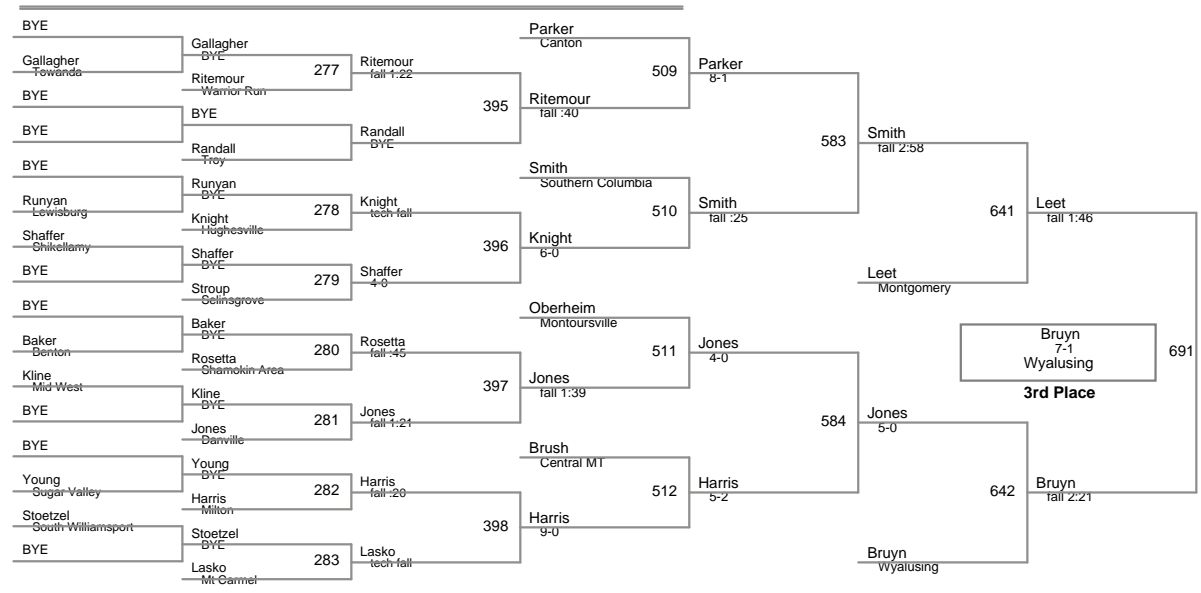 BYE
Gallagher
Towanda
BYE
BYE
BYE
Runyan
Lewisburg
Shaffer
Shikellamy
BYE
BYE
Baker
Benton
Kline
Mid West
BYE
BYE
Young
Sugar Valley
Stoetzel
South Williamsport
BYE
Gallagher
BYE
277
Ritemour
Warrior Run
BYE
Randall
Troy
Runyan
BYE
278
Knight
Hughesville
Shaffer
BYE
279
Stroup
Selinsgrove
Baker
BYE
280
Rosetta
Shamokin Area
Kline
BYE
281
Jones
Danville
Young
BYE
282
Harris
Milton
Stoetzel
BYE
283
Lasko
Mt Carmel
Ritemour
fall 1:22
395
Randall
BYE
Knight
tech fall
396
Shaffer
4-0
Rosetta
fall :45
397
Jones
fall 1:21
Harris
fall :20
398
Lasko
tech fall
Parker
Canton
509
Ritemour
fall :40
Smith
Southern Columbia
510
Knight
6-0
Oberheim
Montoursville
511
Jones
fall 1:39
Brush
Central MT
512
Harris
9-0
Parker
8-1
583
Smith
fall :25
Jones
4-0
584
Harris
5-2
Smith
fall 2:58
641
Leet
Montgomery
Jones
5-0
642
Bruyn
Wyalusing
Leet
fall 1:46
Bruyn
7-1
Wyalusing
691
3rd Place
Bruyn
fall 2:21